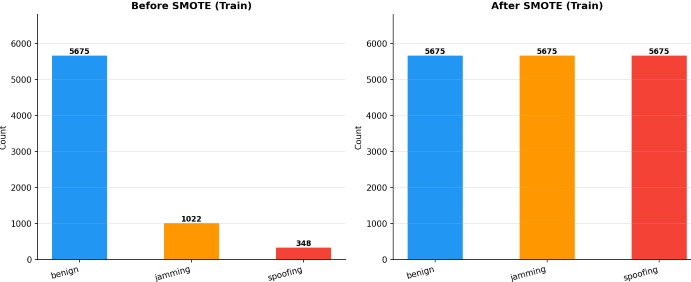 Before SMOTE (Train)
Count
6000
5000
4000
3000
2000
1000
0
5675
1022
348
benign
jamming
spoofing
After SMOTE (Train)
Count
6000
5000
4000
3000
2000
1000
0
5675
5675
5675
benign
jamming
spoofing